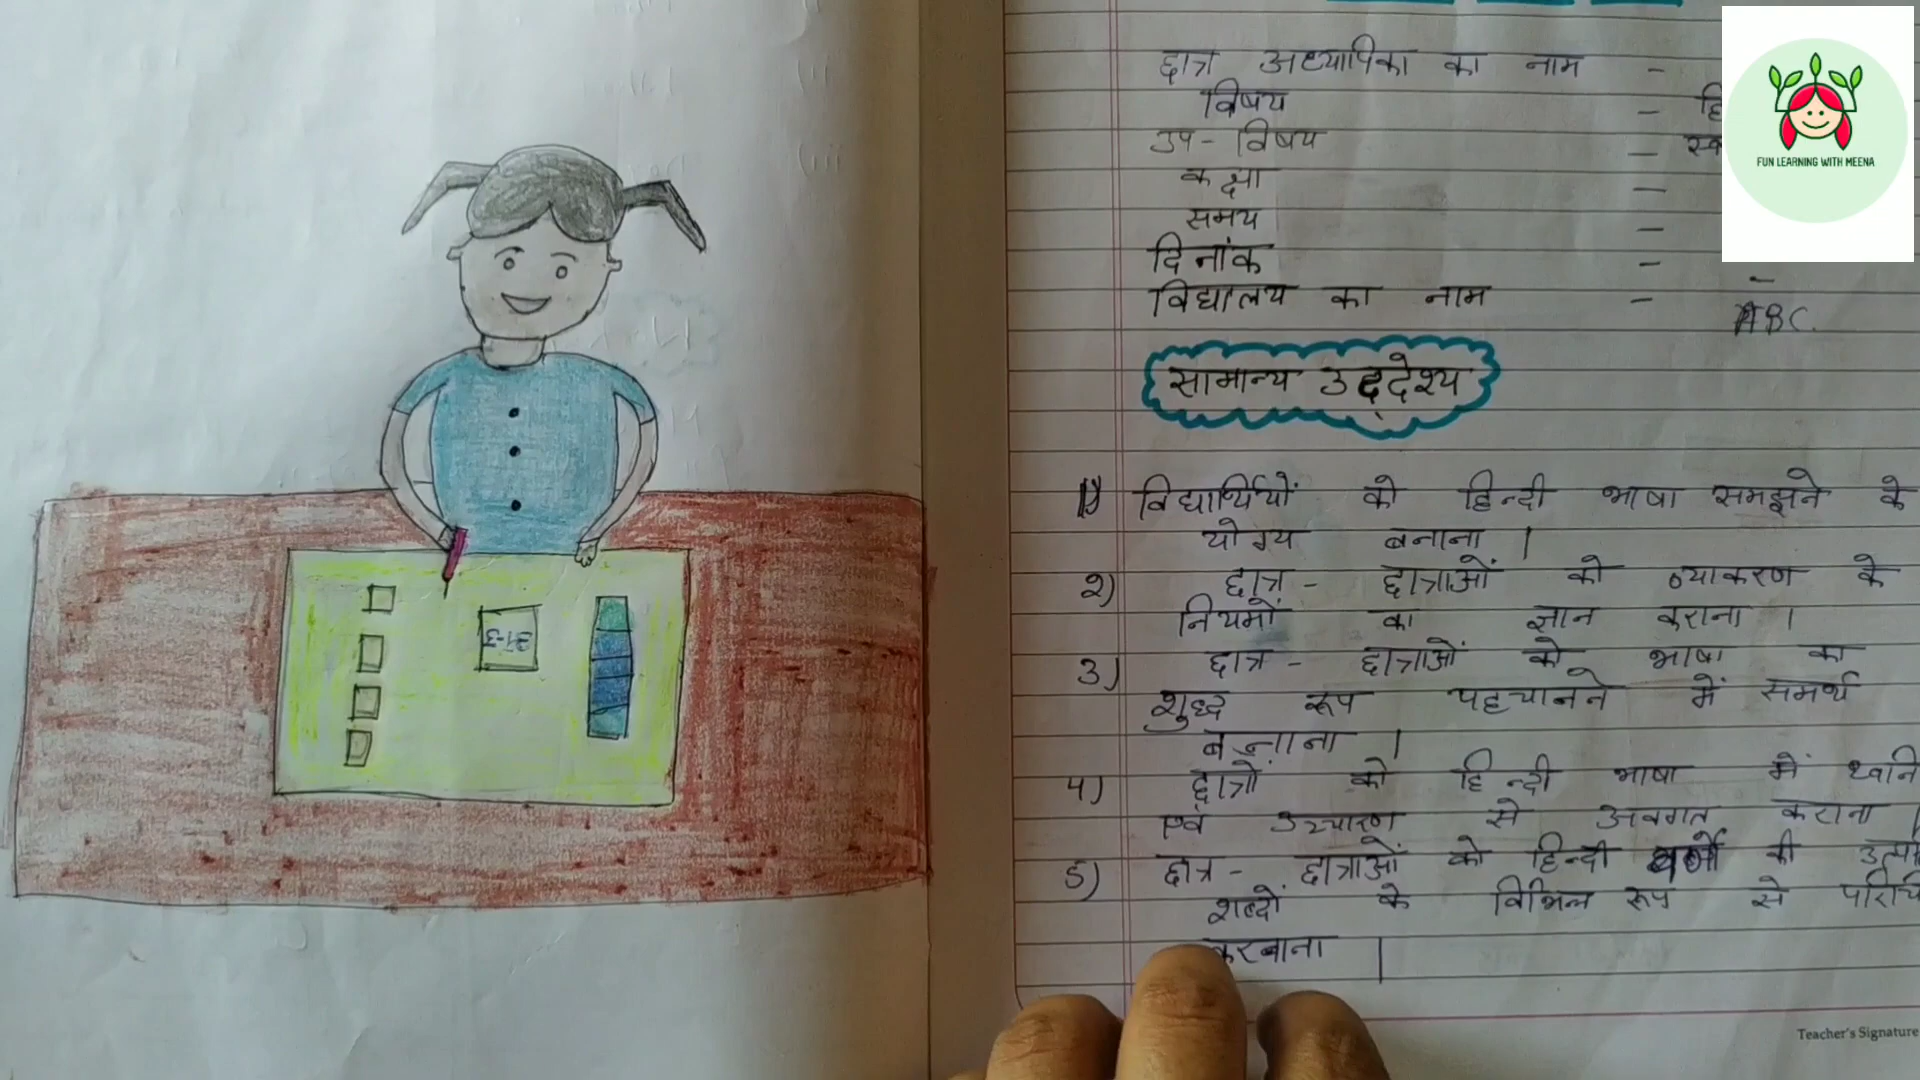 छात्र अध्यापिका का नाम -
विषय - हि
उप - विषय - स्व
कक्षा -
समय -
दिनांक - -
विद्यालय का नाम - ABC
FUN LEARNING WITH MEENA
सामान्य उद्देश्य
1) विद्यार्थियों को हिन्दी भाषा समझने के
योग्य बनाना ।
2) छात्र - छात्राओं को व्याकरण के
नियमों का ज्ञान कराना ।
3) छात्र - छात्राओं को भाषा का
शुद्ध रूप पहचानने में समर्थ
बनाना ।
4) छात्रों को हिन्दी भाषा में ध्वनि
एवं उच्चारण से अवगत कराना ।
5) छात्र - छात्राओं को हिन्दी वर्णो की
शब्दों के विभिन्न रूप से
करबाना ।
Teacher's Signature